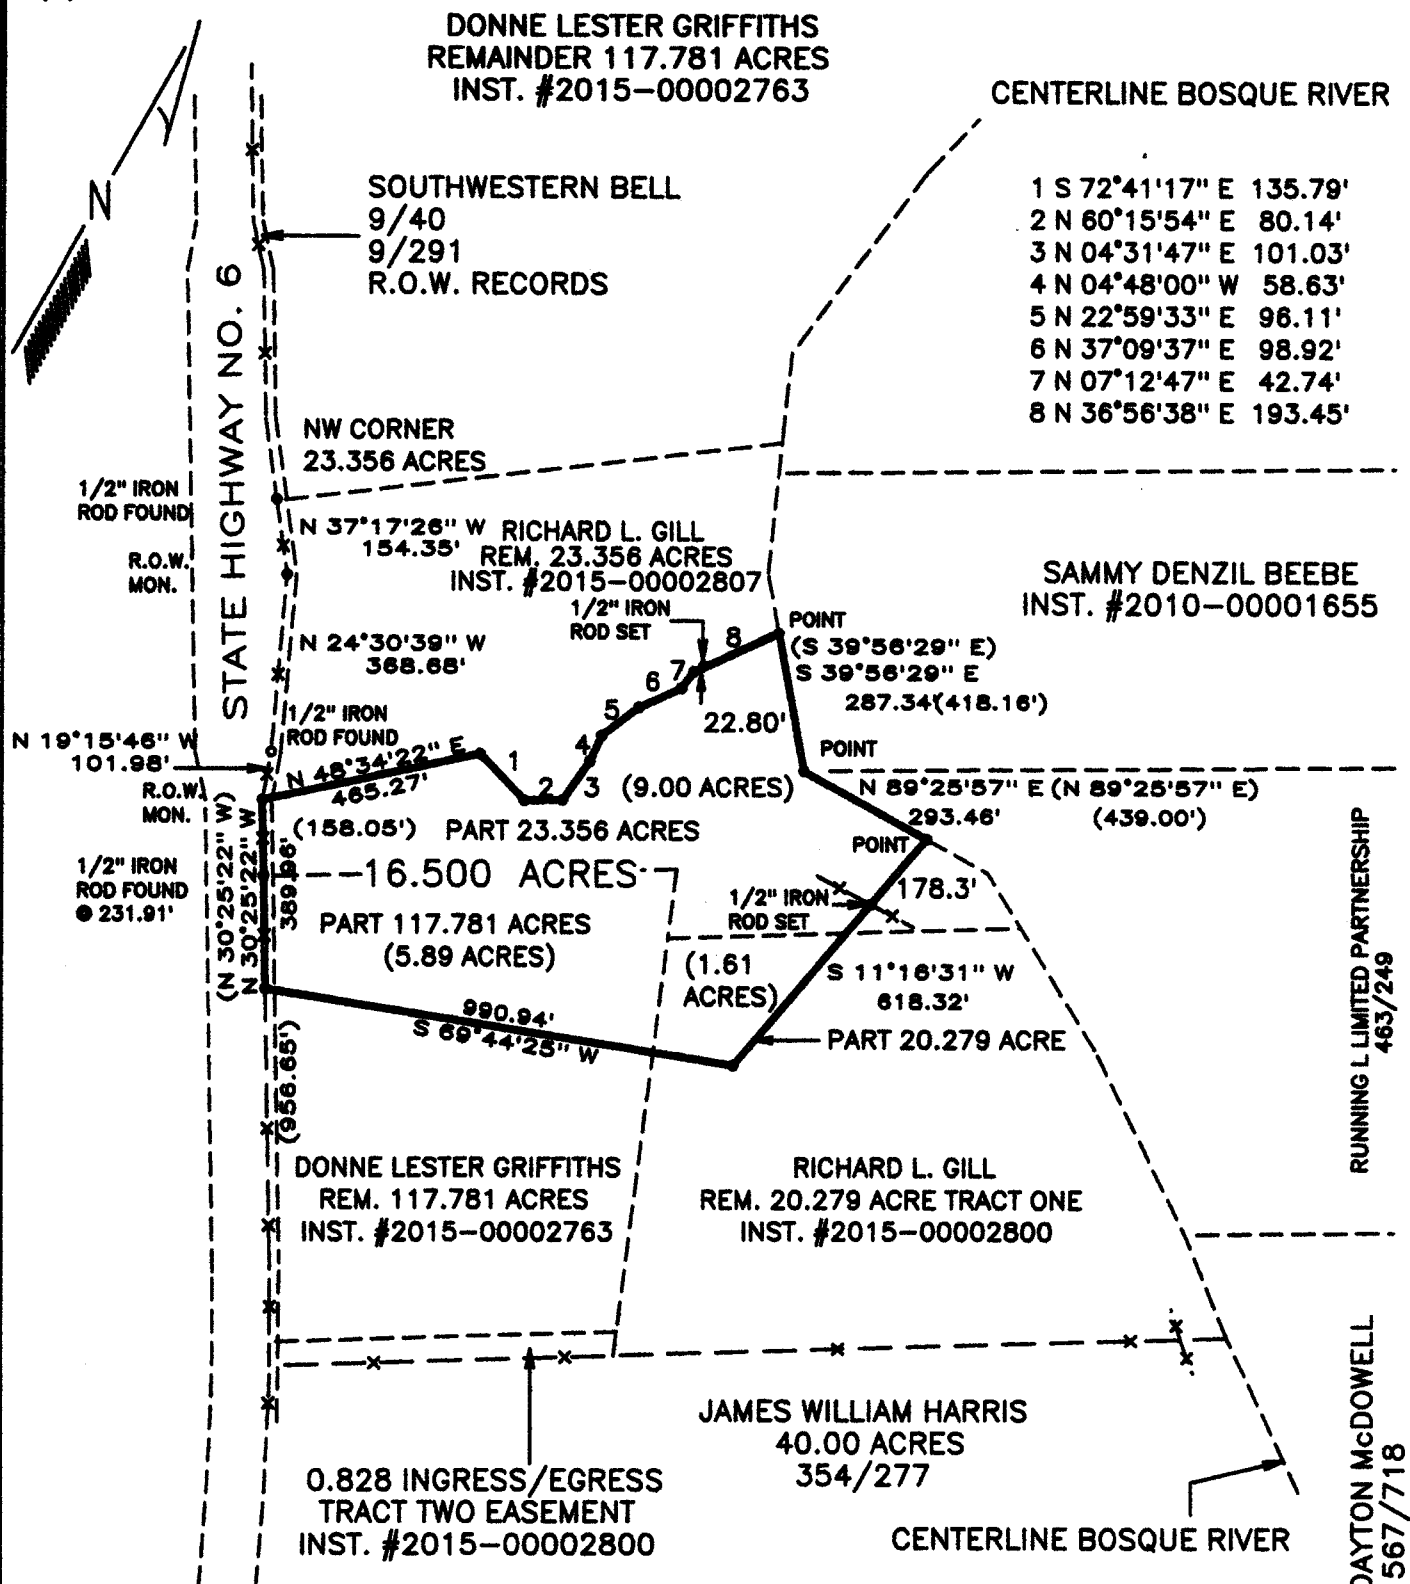 DONNE LESTER GRIFFITHS
REMAINDER 117.781 ACRES
INST. #2015-00002763
CENTERLINE BOSQUE RIVER
N
SOUTHWESTERN BELL
9/40
9/291
R.O.W. RECORDS
1 S 72°41'17" E 135.79'
2 N 60°15'54" E 80.14'
3 N 04°31'47" E 101.03'
4 N 04°48'00" W 58.63'
5 N 22°59'33" E 96.11'
6 N 37°09'37" E 98.92'
7 N 07°12'47" E 42.74'
8 N 36°56'38" E 193.45'
STATE HIGHWAY NO. 6
NW CORNER
23.356 ACRES
1/2" IRON
ROD FOUND
R.O.W.
MON.
N 37°17'26" W
154.35'
RICHARD L. GILL
REM. 23.356 ACRES
INST. #2015-00002807
1/2" IRON
ROD SET
SAMMY DENZIL BEEBE
INST. #2010-00001655
N 24°30'39" W
368.68'
POINT
(S 39°56'29" E)
S 39°56'29" E
287.34'(418.16')
8
7
6
5
4
3
2
1
22.80'
1/2" IRON
ROD FOUND
N 19°15'46" W
101.98'
R.O.W.
MON.
N 48°34'22" E
465.27'
POINT
(9.00 ACRES)
N 89°25'57" E (N 89°25'57" E)
293.46' (439.00')
(158.05') PART 23.356 ACRES
POINT
1/2" IRON
ROD FOUND
@ 231.91'
(N 30°25'22" W)
N 30°25'22" W
389.96'
16.500 ACRES
178.3'
1/2" IRON
ROD SET
PART 117.781 ACRES
(5.89 ACRES)
(1.61
ACRES)
S 11°16'31" W
618.32'
PART 20.279 ACRE
990.94'
S 69°44'25" W
(956.65')
RUNNING L LIMITED PARTNERSHIP
463/249
DONNE LESTER GRIFFITHS
REM. 117.781 ACRES
INST. #2015-00002763
RICHARD L. GILL
REM. 20.279 ACRE TRACT ONE
INST. #2015-00002800
JAMES WILLIAM HARRIS
40.00 ACRES
354/277
0.828 INGRESS/EGRESS
TRACT TWO EASEMENT
INST. #2015-00002800
CENTERLINE BOSQUE RIVER
DAYTON McDOWELL
567/718